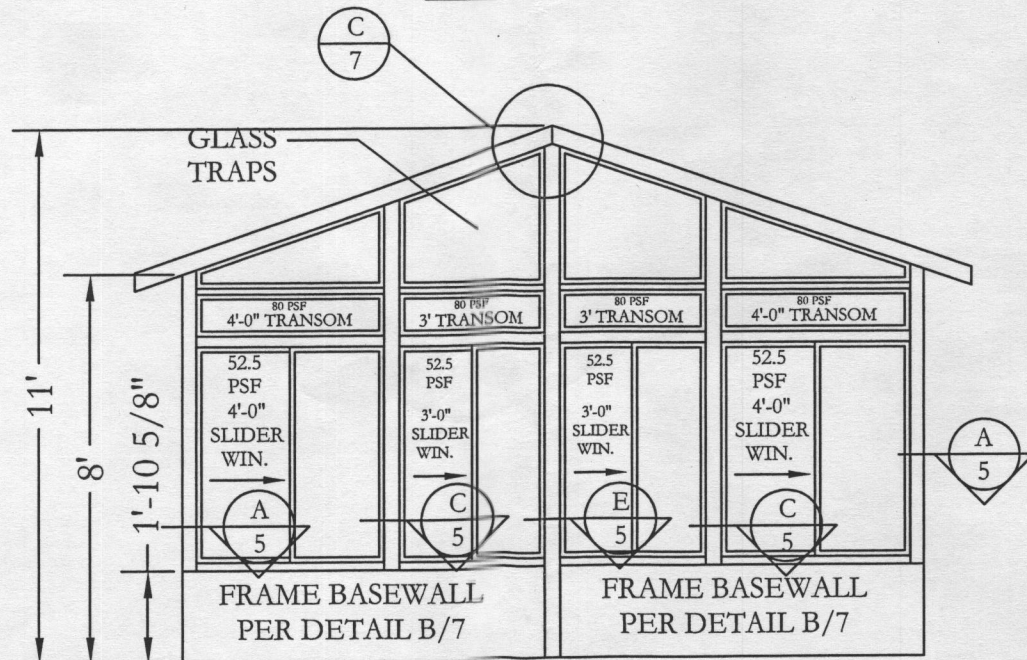 C
7
GLASS
TRAPS
11'
8'
1'-10 5/8"
80 PSF
4'-0" TRANSOM
80 PSF
3' TRANSOM
80 PSF
3' TRANSOM
80 PSF
4'-0" TRANSOM
52.5
PSF
4'-0"
SLIDER
WIN.
52.5
PSF
3'-0"
SLIDER
WIN.
52.5
PSF
3'-0"
SLIDER
WIN.
52.5
PSF
4'-0"
SLIDER
WIN.
A
5
A
5
C
5
E
5
C
5
FRAME BASEWALL
PER DETAIL B/7
FRAME BASEWALL
PER DETAIL B/7